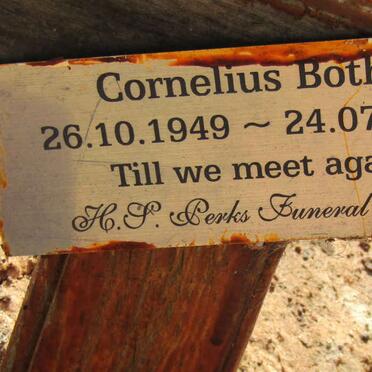 Cornelius Both
26.10.1949 ~ 24.07
Till we meet aga
H.S. Perks Funeral